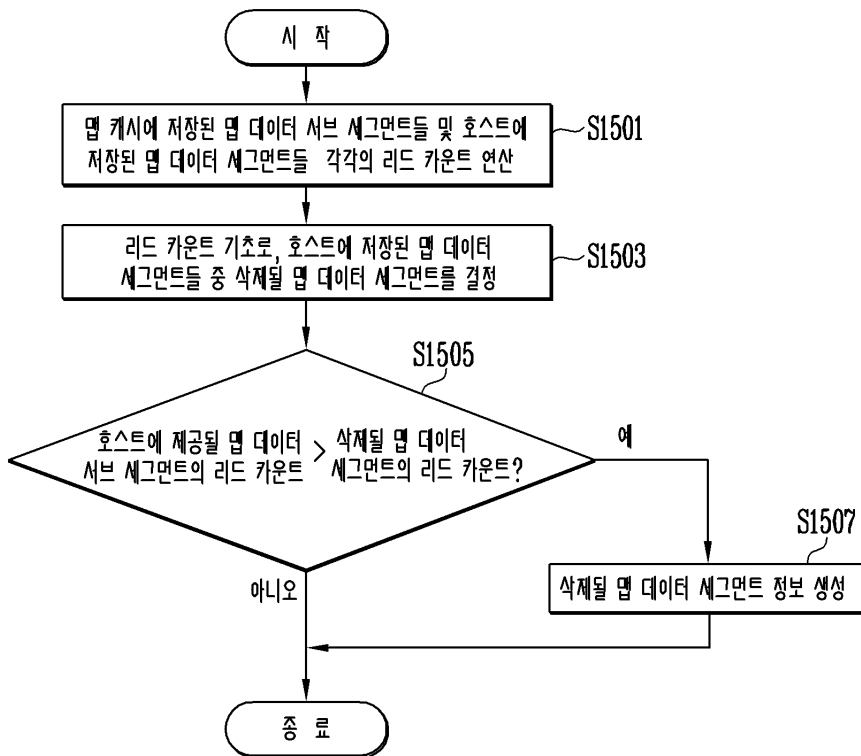 시 작
맵 캐시에 저장된 맵 데이터 서브 세그먼트들 및 호스트에
저장된 맵 데이터 세그먼트들 각각의 리드 카운트 연산
S1501
리드 카운트 기초로, 호스트에 저장된 맵 데이터
세그먼트들 중 삭제될 맵 데이터 세그먼트를 결정
S1503
S1505
호스트에 제공될 맵 데이터
서브 세그먼트의 리드 카운트
>
삭제될 맵 데이터
세그먼트의 리드 카운트?
예
S1507
삭제될 맵 데이터 세그먼트 정보 생성
아니오
종 료